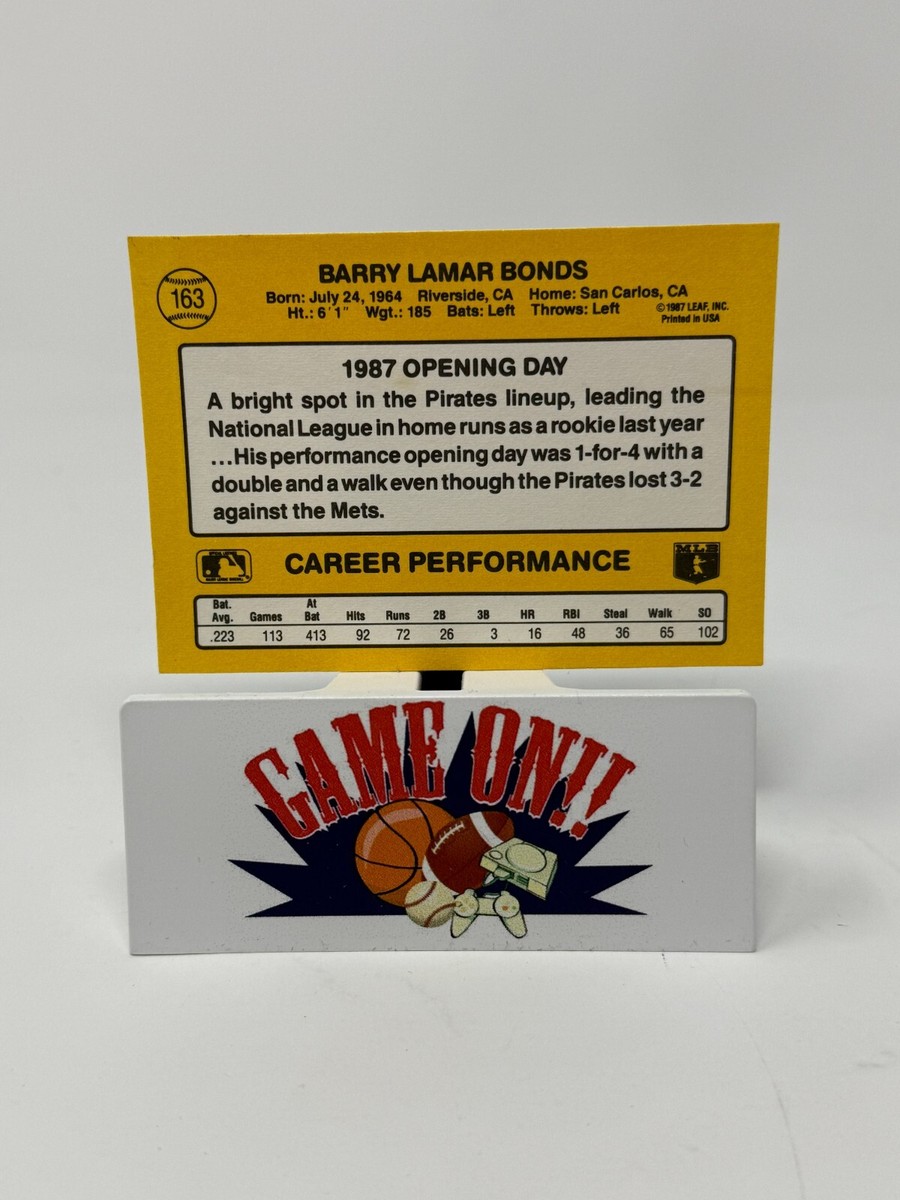 163
BARRY LAMAR BONDS
Born: July 24, 1964 Riverside, CA Home: San Carlos, CA
Ht.: 6'1" Wgt.: 185 Bats: Left Throws: Left
©1987 LEAF, INC.
Printed in USA
1987 OPENING DAY
A bright spot in the Pirates lineup, leading the
National League in home runs as a rookie last year
...His performance opening day was 1-for-4 with a
double and a walk even though the Pirates lost 3-2
against the Mets.
CAREER PERFORMANCE
MLB
Bat. Avg. Games At Bat Hits Runs 2B 3B HR RBI Steal Walk SO
.223 113 413 92 72 26 3 16 48 36 65 102
GAME ON!!